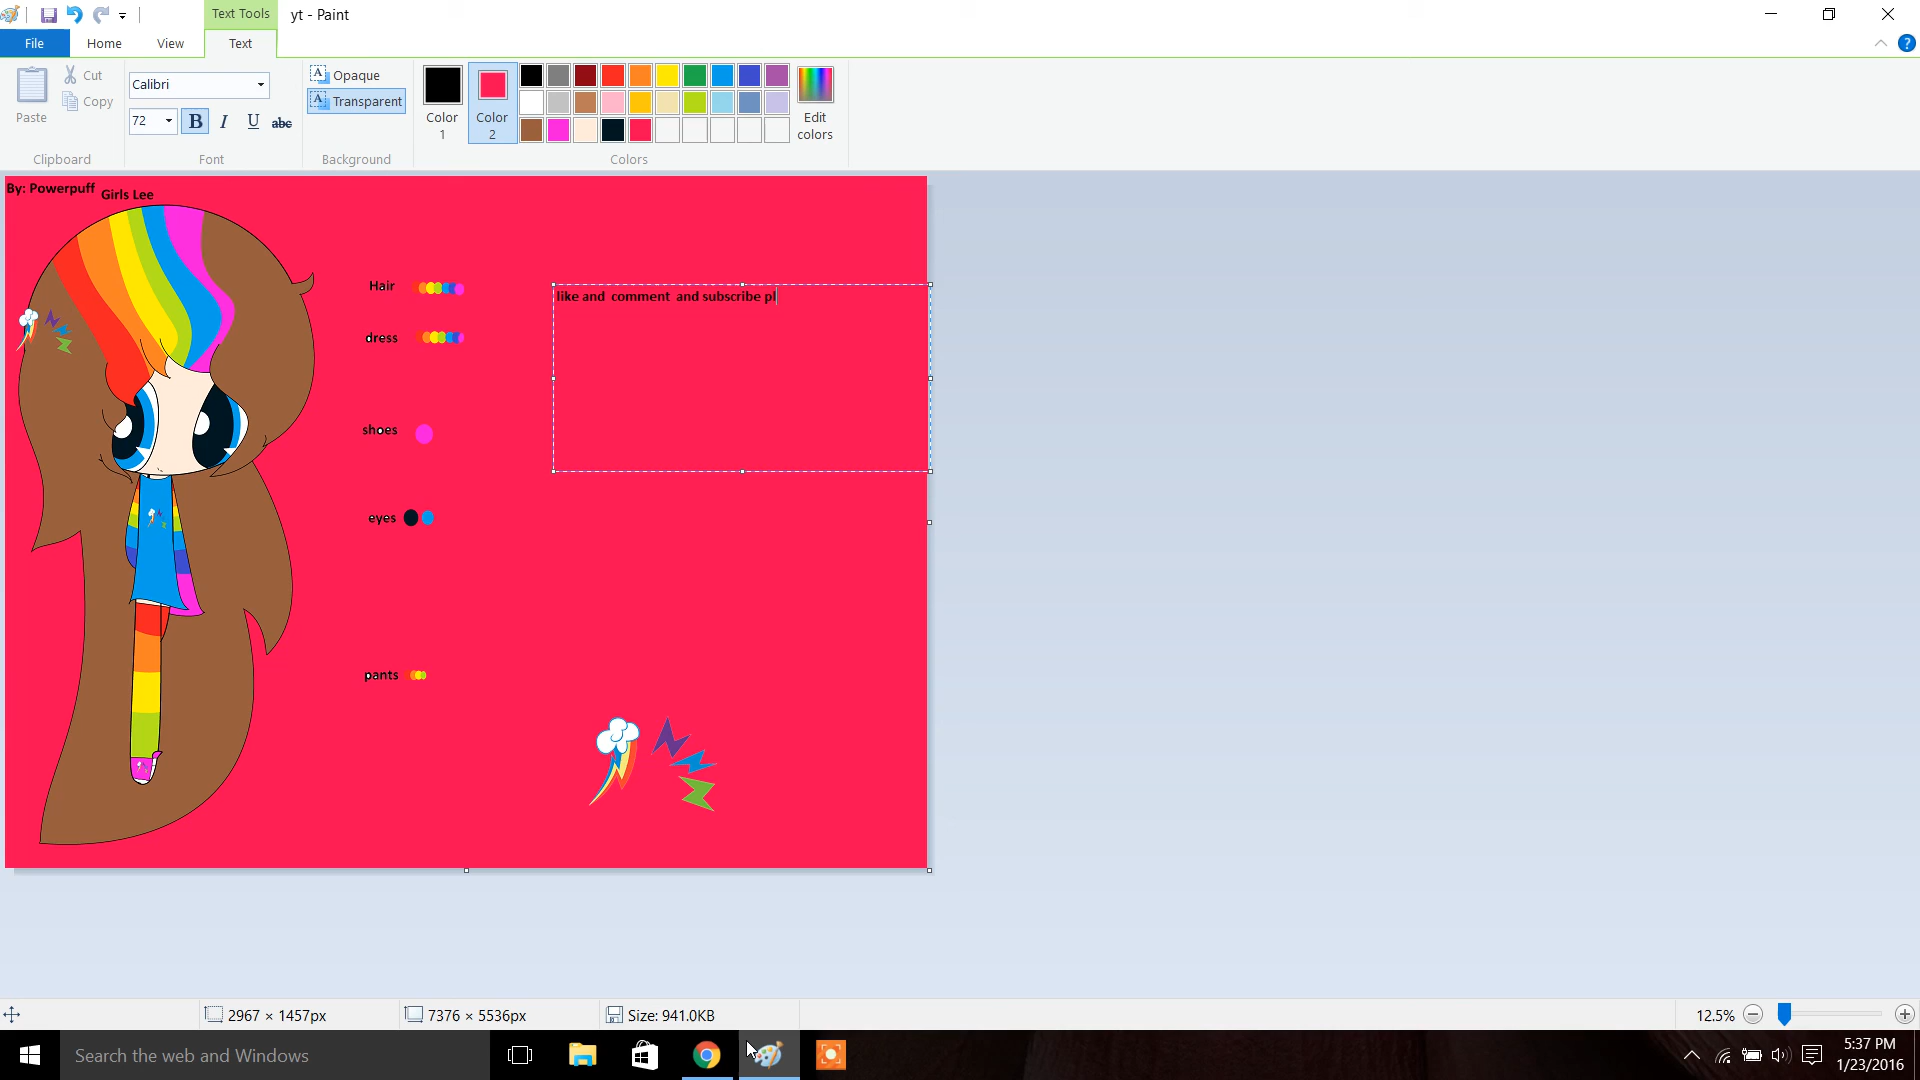 Text Tools
yt - Paint
File
Home
View
Text
Paste
Cut
Copy
Clipboard
Calibri
72
B
I
U
abc
Font
Opaque
Transparent
Background
Color
1
Color
2
Edit
colors
Colors
By: Powerpuff
Girls Lee
Hair
dress
shoes
eyes
pants
like and comment and subscribe pl
2967 × 1457px
7376 × 5536px
Size: 941.0KB
12.5%
Search the web and Windows
5:37 PM
1/23/2016